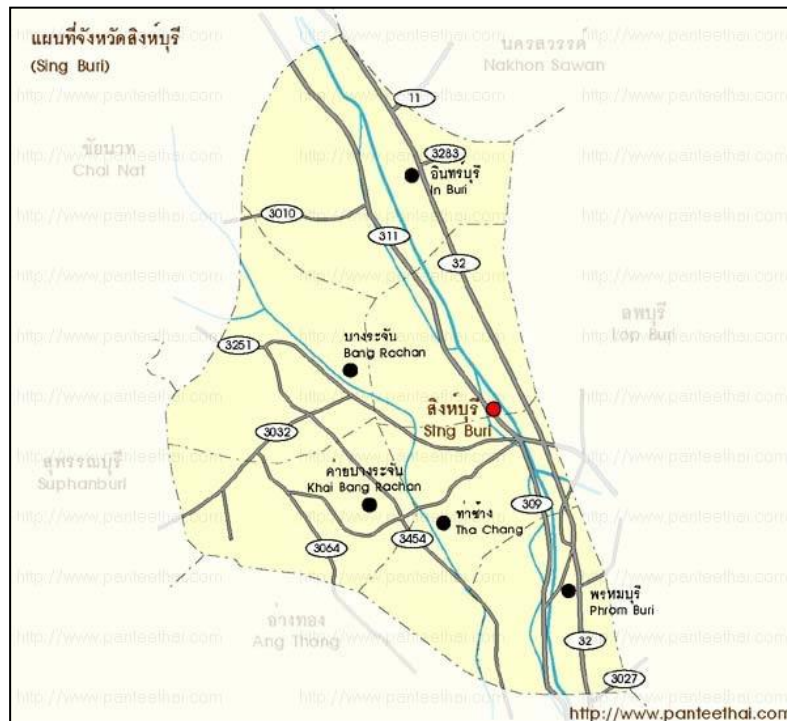 แผนที่จังหวัดสิงห์บุรี
(Sing Buri)
นครสวรรค์
Nakhon Sawan
11
3283
อินทร์บุรี
In Buri
ชัยนาท
Chai Nat
3010
311
32
ลพบุรี
Lop Buri
บางระจัน
Bang Rachan
3251
สิงห์บุรี
Sing Buri
3032
สุพรรณบุรี
Suphanburi
ค่ายบางระจัน
Khai Bang Rachan
ท่าช้าง
Tha Chang
309
3454
3064
พรหมบุรี
Phrom Buri
อ่างทอง
Ang Thong
32
3027
http://www.panteethai.com